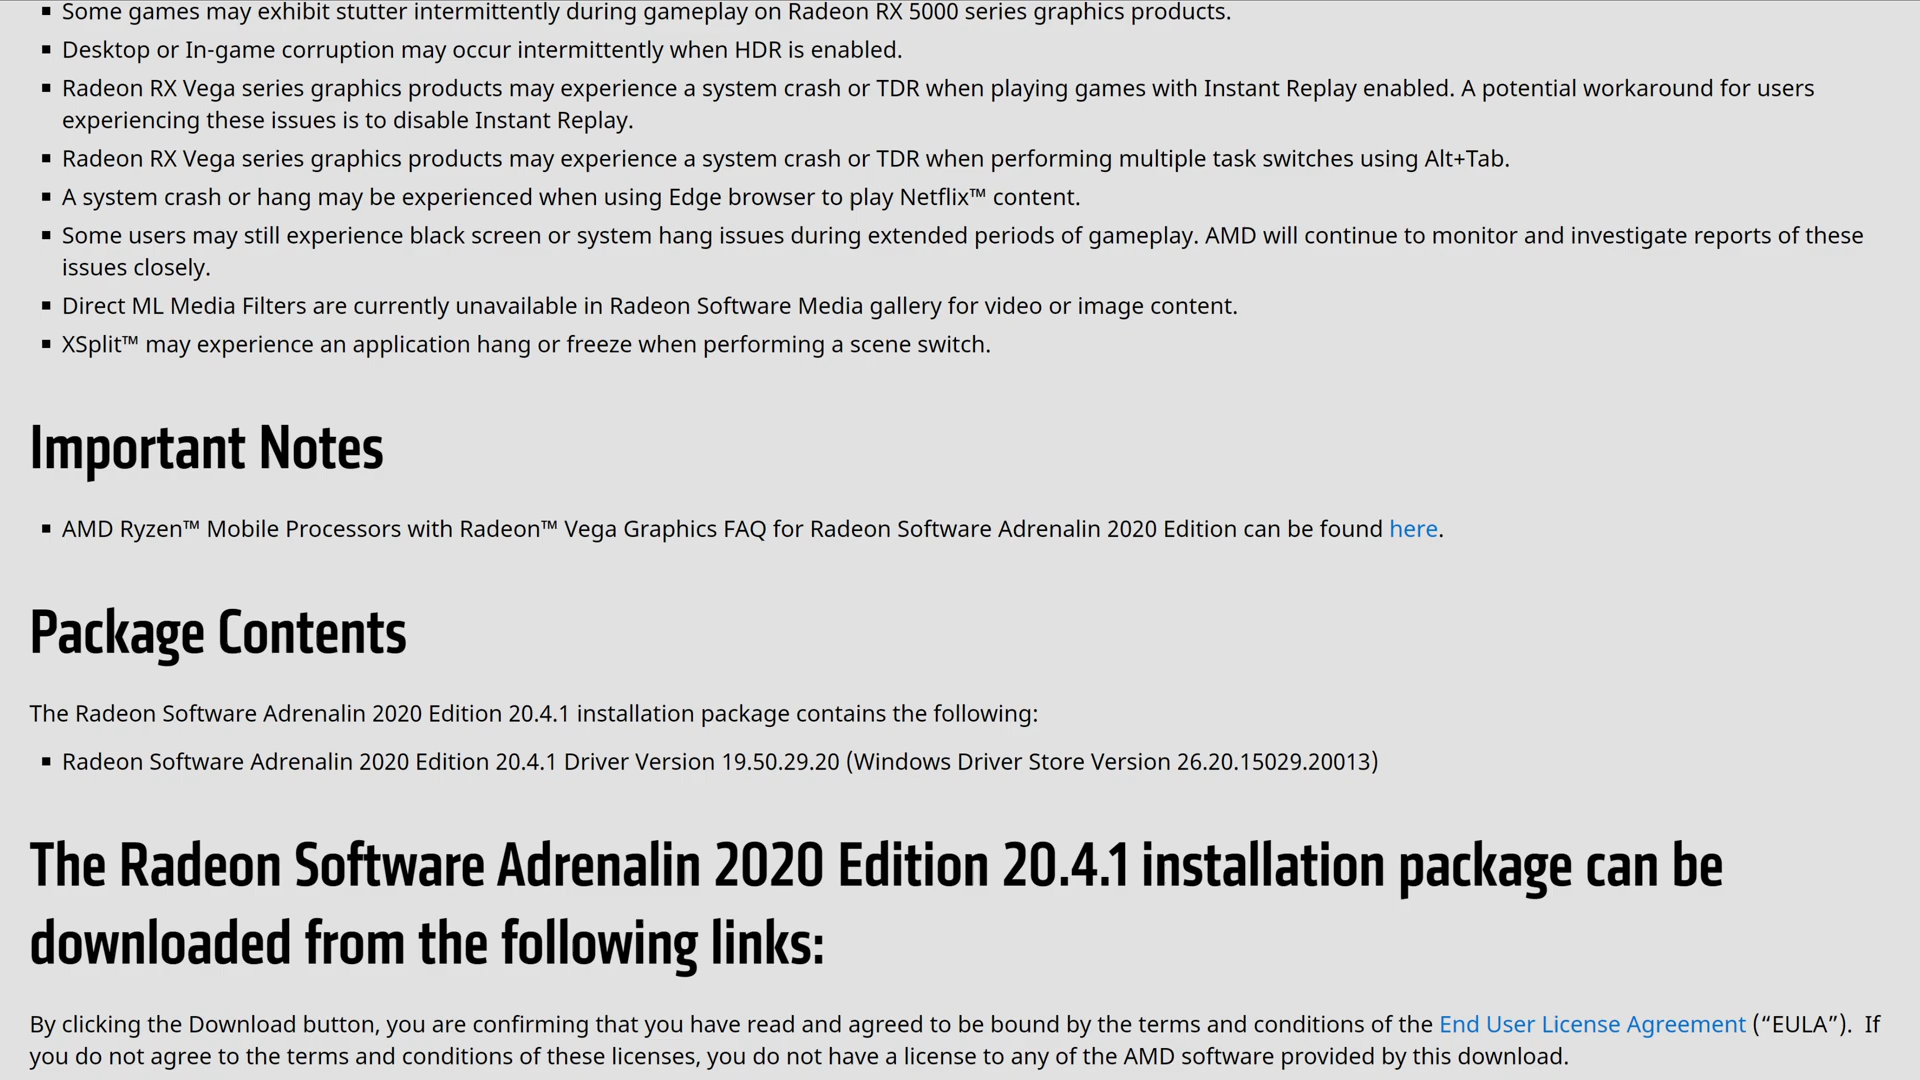 ▪ Some games may exhibit stutter intermittently during gameplay on Radeon RX 5000 series graphics products.
▪ Desktop or In-game corruption may occur intermittently when HDR is enabled.
▪ Radeon RX Vega series graphics products may experience a system crash or TDR when playing games with Instant Replay enabled. A potential workaround for users
experiencing these issues is to disable Instant Replay.
▪ Radeon RX Vega series graphics products may experience a system crash or TDR when performing multiple task switches using Alt+Tab.
▪ A system crash or hang may be experienced when using Edge browser to play Netflix™ content.
▪ Some users may still experience black screen or system hang issues during extended periods of gameplay. AMD will continue to monitor and investigate reports of these
issues closely.
▪ Direct ML Media Filters are currently unavailable in Radeon Software Media gallery for video or image content.
▪ XSplit™ may experience an application hang or freeze when performing a scene switch.
Important Notes
▪ AMD Ryzen™ Mobile Processors with Radeon™ Vega Graphics FAQ for Radeon Software Adrenalin 2020 Edition can be found here.
Package Contents
The Radeon Software Adrenalin 2020 Edition 20.4.1 installation package contains the following:
▪ Radeon Software Adrenalin 2020 Edition 20.4.1 Driver Version 19.50.29.20 (Windows Driver Store Version 26.20.15029.20013)
The Radeon Software Adrenalin 2020 Edition 20.4.1 installation package can be
downloaded from the following links:
By clicking the Download button, you are confirming that you have read and agreed to be bound by the terms and conditions of the End User License Agreement (“EULA”).  If
you do not agree to the terms and conditions of these licenses, you do not have a license to any of the AMD software provided by this download.